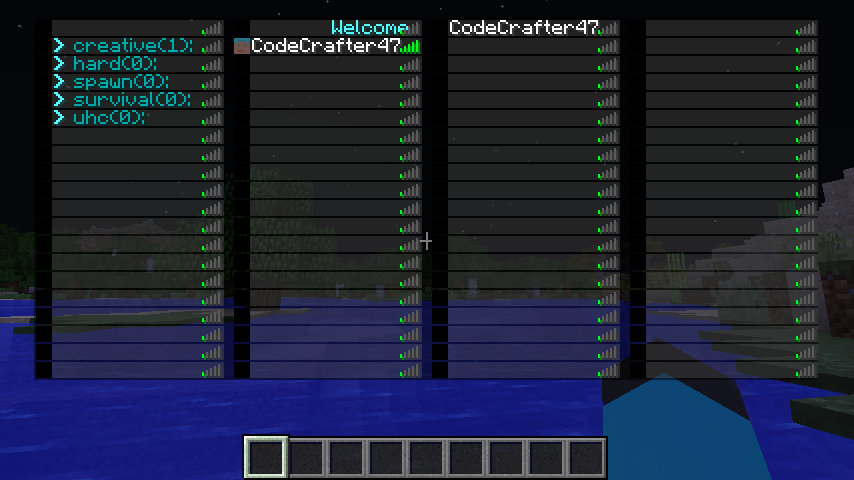 Welcome CodeCrafter47
> creative(1): CodeCrafter47
> hard(0):
> spawn(0):
> survival(0):
> uhc(0):